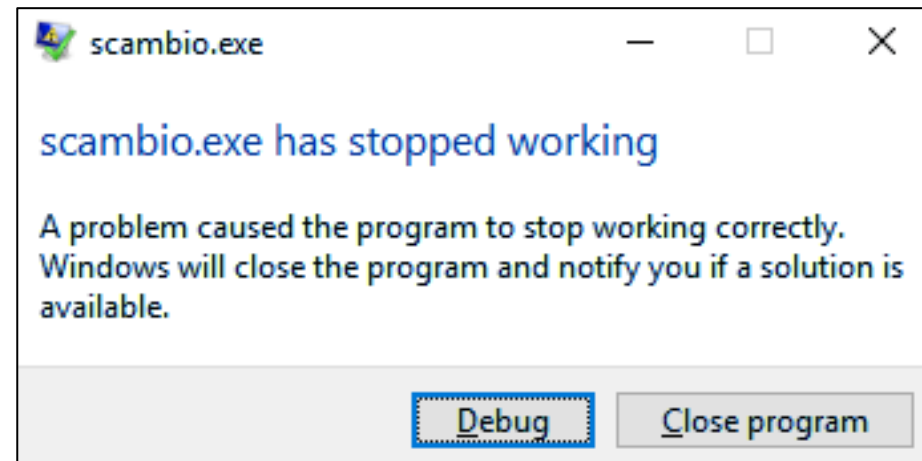 scambio.exe
scambio.exe has stopped working
A problem caused the program to stop working correctly.
Windows will close the program and notify you if a solution is
available.
Debug
Close program